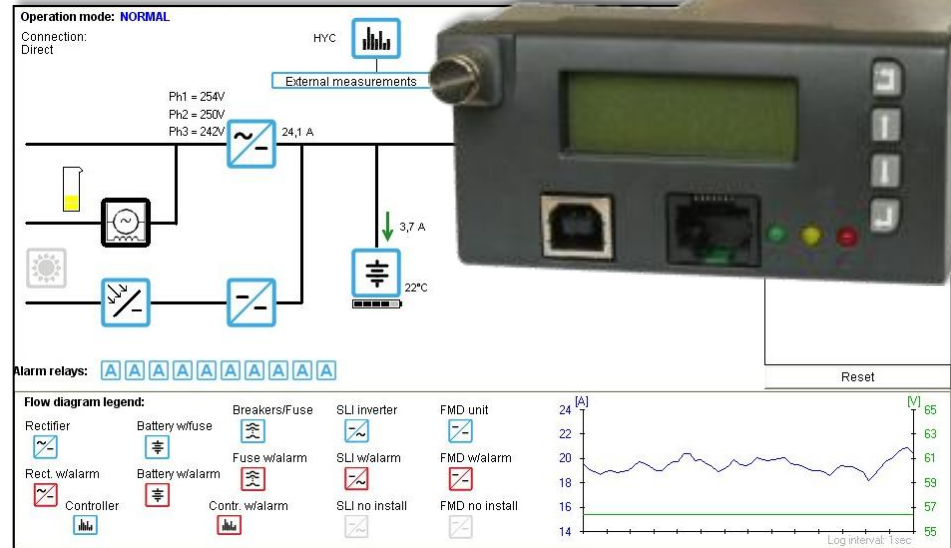 Operation mode: NORMAL
Connection:
Direct
HYC
External measurements
Ph1 = 254V
Ph2 = 250V
Ph3 = 242V
24,1 A
3,7 A
22°C
Alarm relays: A A A A A A A A A A
Reset
Flow diagram legend:
Rectifier
Battery w/fuse
Breakers/Fuse
SLI inverter
FMD unit
Rect. w/alarm
Battery w/alarm
Fuse w/alarm
SLI w/alarm
FMD w/alarm
Controller
Contr. w/alarm
SLI no install
FMD no install
[A]
24
22
20
18
16
14
[V]
65
63
61
59
57
55
Log interval: 1sec